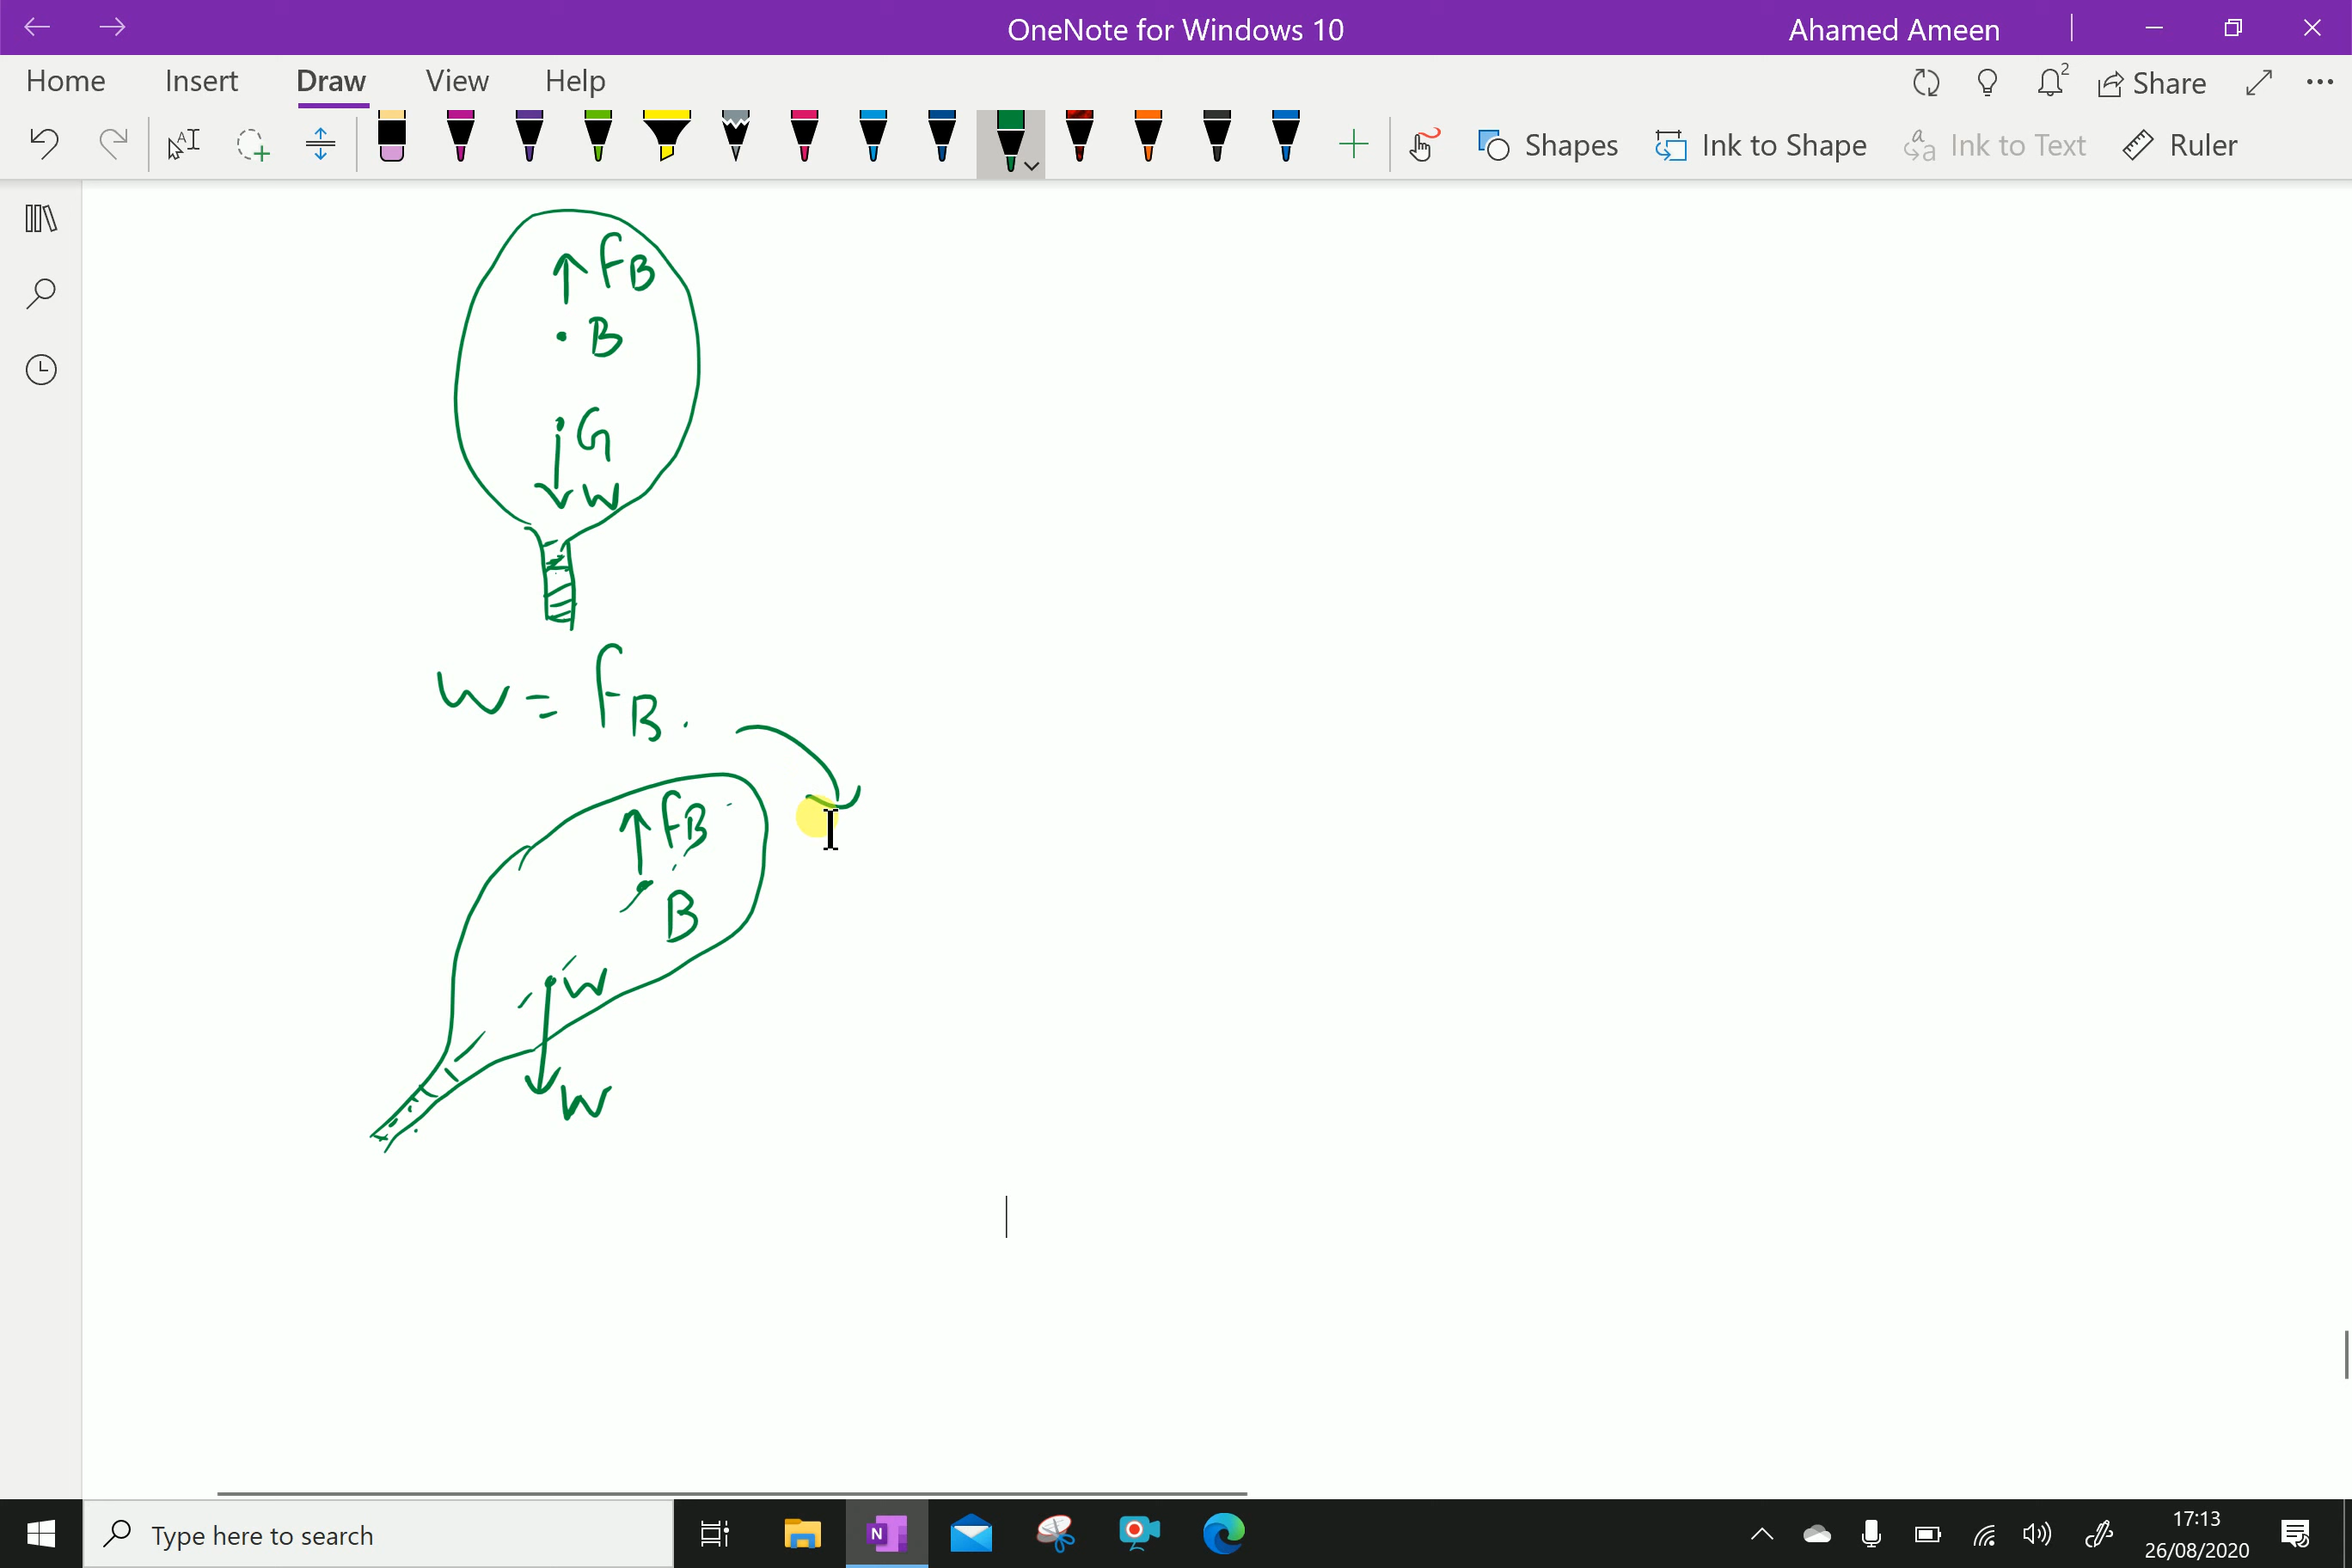 OneNote for Windows 10
Ahamed Ameen
Home Insert Draw View Help
2 Share
Shapes Ink to Shape Ink to Text Ruler
FB
B
G
W
W = FB.
FB
B
W
W
Type here to search
17:13
26/08/2020